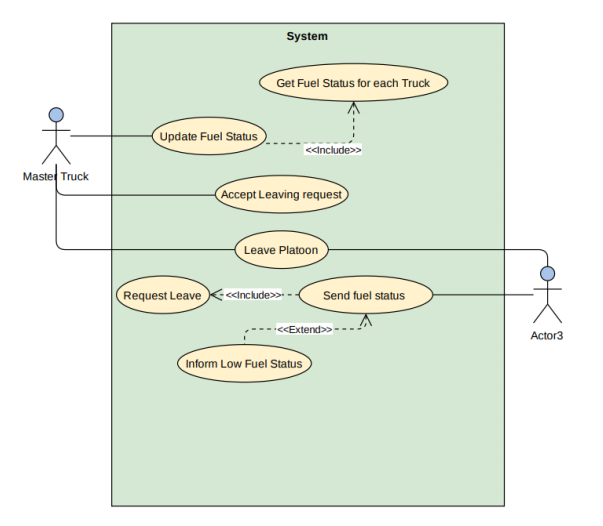 System
Get Fuel Status for each Truck
Update Fuel Status
<<Include>>
Master Truck
Accept Leaving request
Leave Platoon
Request Leave
<<Include>>
Send fuel status
<<Extend>>
Actor3
Inform Low Fuel Status